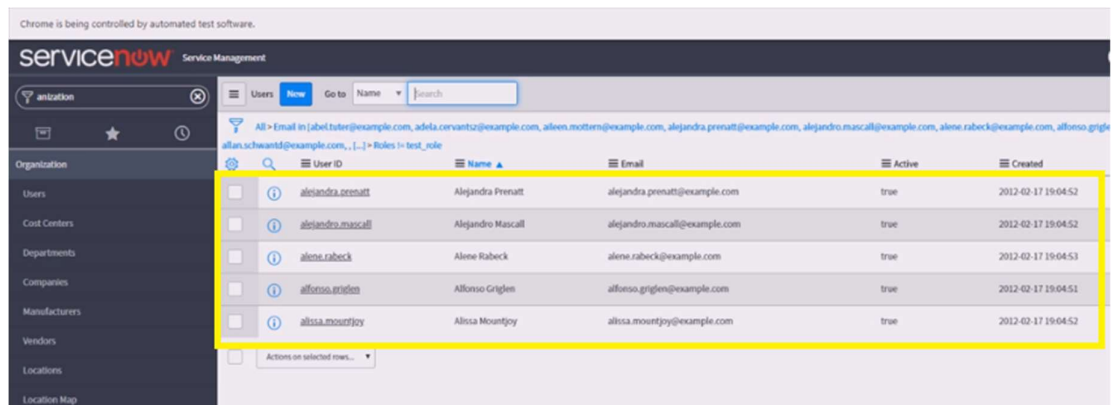 Chrome is being controlled by automated test software.
servicenow Service Management
anization
Users New Go to Name Search
All > Email in [abel.tuter@example.com, adela.cervantsz@example.com, aileen.mottern@example.com, alejandra.prenatt@example.com, alejandro.mascall@example.com, alene.rabeck@example.com, alfonso.grigle
allan.schwantd@example.com, , [...] > Roles != test_role
User ID Name Email Active Created
alejandra.prenatt Alejandra Prenatt alejandra.prenatt@example.com true 2012-02-17 19:04:52
alejandro.mascall Alejandro Mascall alejandro.mascall@example.com true 2012-02-17 19:04:52
alene.rabeck Alene Rabeck alene.rabeck@example.com true 2012-02-17 19:04:53
alfonso.griglen Alfonso Griglen alfonso.griglen@example.com true 2012-02-17 19:04:51
alissa.mountjoy Alissa Mountjoy alissa.mountjoy@example.com true 2012-02-17 19:04:52
Actions on selected rows...
Organization
Users
Cost Centers
Departments
Companies
Manufacturers
Vendors
Locations
Location Map